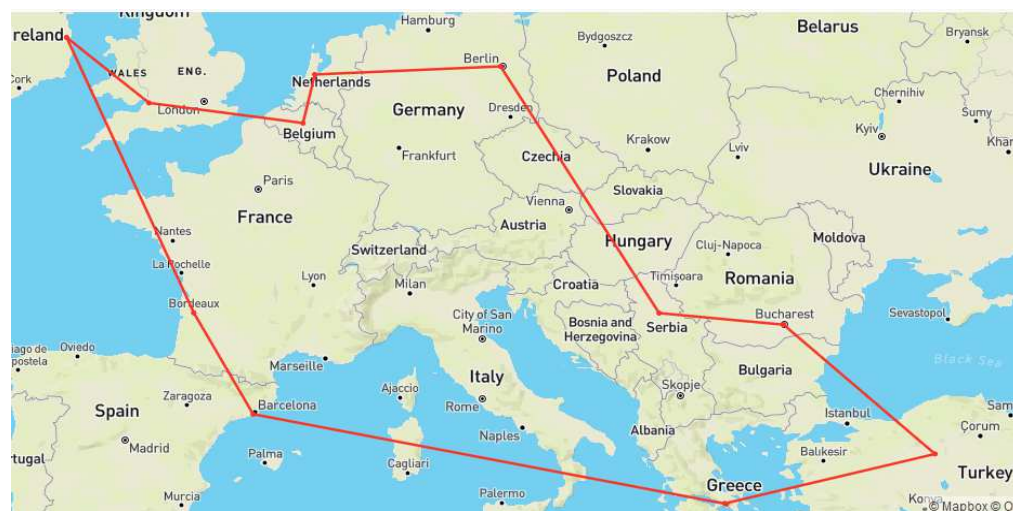 Kingdom
Hamburg
Belarus
reland
Bydgoszcz
Bryansk
Berlin
WALES
ENG.
Netherlands
Poland
Cork
London
Germany
Dresden
Chernihiv
Sumy
Belgium
Kyiv
Krakow
Lviv
Frankfurt
Czechia
Ukraine
Paris
Slovakia
Vienna
France
Austria
Nantes
Switzerland
Hungary
Cluj-Napoca
Moldova
La Rochelle
Lyon
Milan
Croatia
Timișoara
Romania
Bordeaux
City of San
Marino
Bosnia and
Herzegovina
Serbia
Bucharest
Sevastopol
Oviedo
Marseille
Black Sea
Italy
Bulgaria
Ajaccio
Skopje
Spain
Zaragoza
Barcelona
Rome
Istanbul
Naples
Albania
Çorum
Madrid
Palma
Cagliari
Balıkesir
Turkey
Greece
Murcia
Palermo
Konya
© Mapbox © O